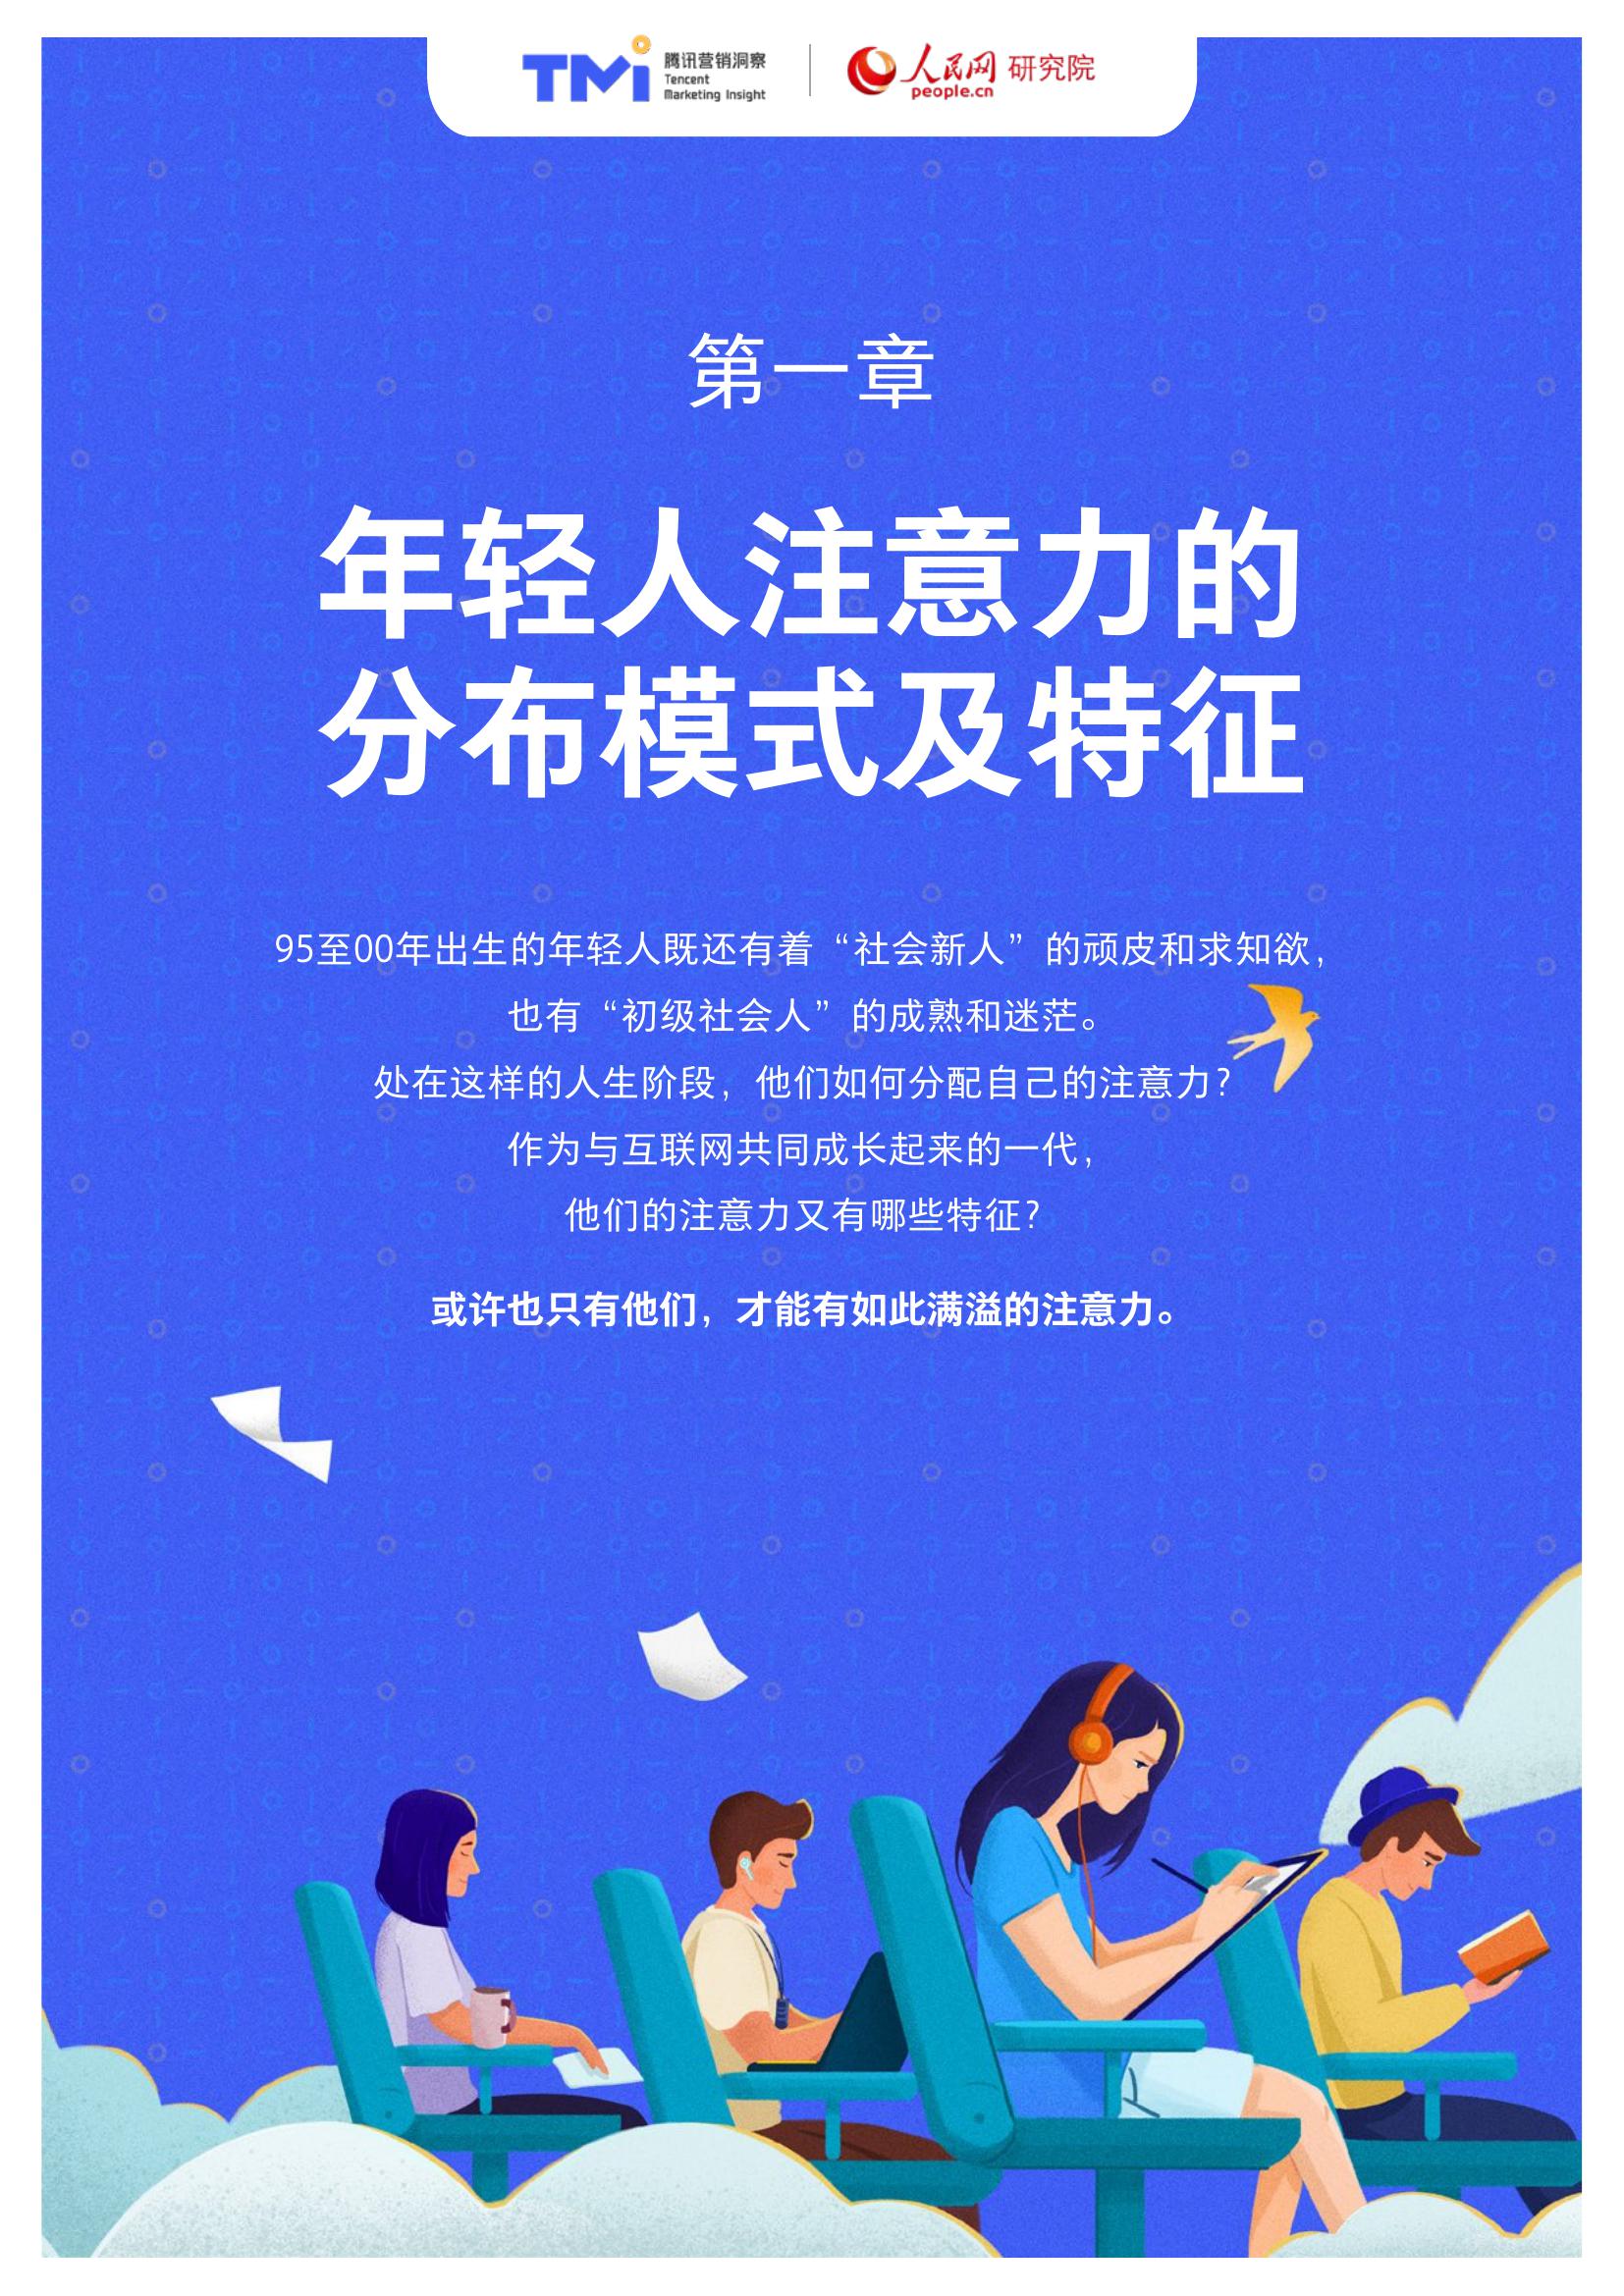 TMi 腾讯营销洞察
Tencent
Marketing Insight
人民网 研究院
people.cn
第一章
年轻人注意力的
分布模式及特征
95至00年出生的年轻人既还有着“社会新人”的顽皮和求知欲，
也有“初级社会人”的成熟和迷茫。
处在这样的人生阶段，他们如何分配自己的注意力？
作为与互联网共同成长起来的一代，
他们的注意力又有哪些特征？
或许也只有他们，才能有如此满溢的注意力。